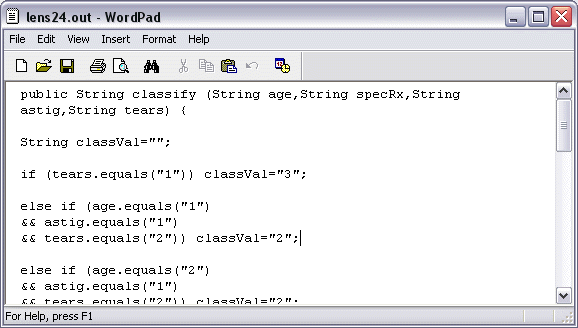 lens24.out - WordPad
File Edit View Insert Format Help
public String classify (String age,String specRx,String
astig,String tears) {
String classVal="";
if (tears.equals("1")) classVal="3";
else if (age.equals("1")
&& astig.equals("1")
&& tears.equals("2")) classVal="2";
else if (age.equals("2")
&& astig.equals("1")
&& tears.equals("2")) classVal="2";
For Help, press F1